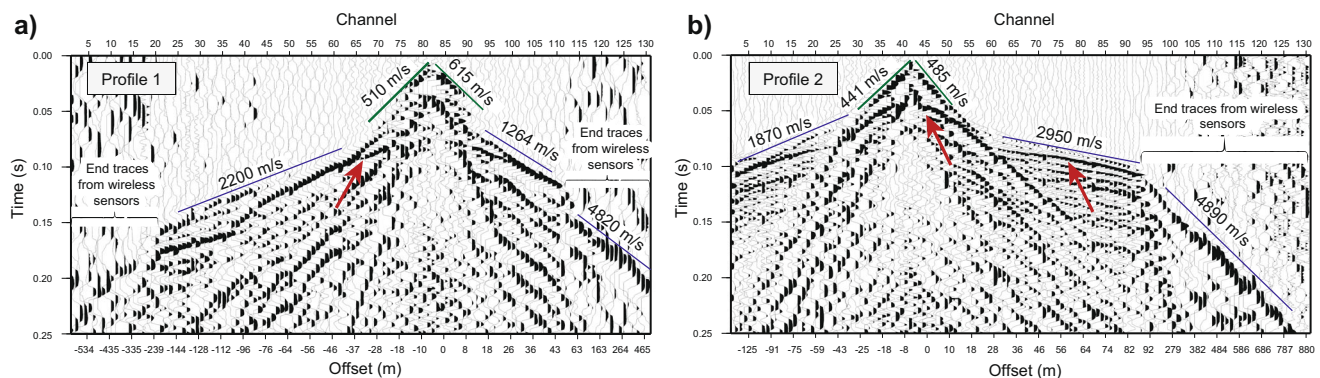 a)
Channel
5 10 15 20 25 30 35 40 45 50 55 60 65 70 75 80 85 90 95 100 105 110 115 120 125 130
0.00
0.05
0.10
0.15
0.20
0.25
Time (s)
Profile 1
510 m/s
615 m/s
1264 m/s
2200 m/s
4820 m/s
End traces
from wireless
sensors
End traces
from wireless
sensors
-534 -435 -335 -239 -144 -128 -112 -96 -76 -64 -50 -37 -28 -18 -10 0 8 18 28 36 43 63 163 264 465
Offset (m)
b)
Channel
5 10 15 20 25 30 35 40 45 50 55 60 65 70 75 80 85 90 95 100 105 110 115 120 125 130
0.00
0.05
0.10
0.15
0.20
0.25
Time (s)
Profile 2
441 m/s
485 m/s
1870 m/s
2950 m/s
4890 m/s
End traces from wireless
sensors
-125 -91 -75 -59 -43 -28 -18 -8 0 8 18 28 36 46 54 64 74 82 92 279 382 484 586 686 787 880
Offset (m)